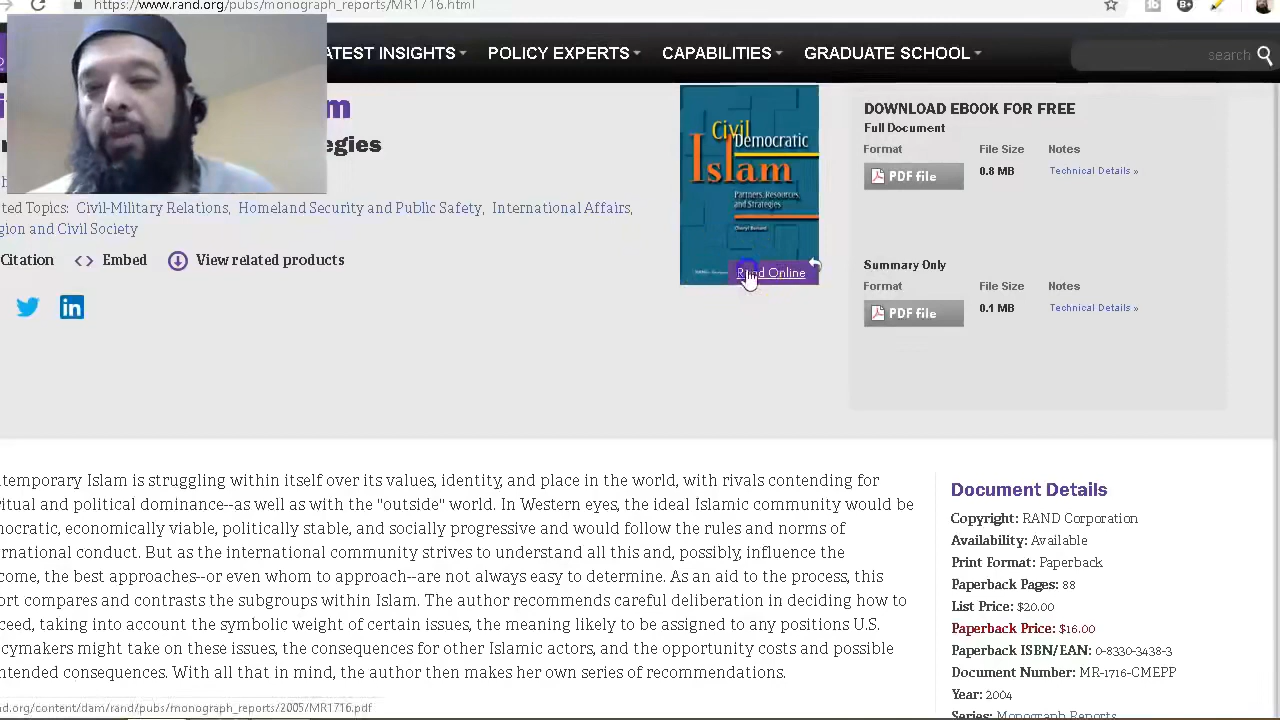 https://www.rand.org/pubs/monograph_reports/MR1716.html
ATEST INSIGHTS POLICY EXPERTS CAPABILITIES GRADUATE SCHOOL search
egies
ted States: Civil-Military Relations, Homeland Security and Public Safety, International Affairs,
gion and Civil Society
Citation <> Embed View related products
Civil
Democratic
Islam
Partners, Resources,
and Strategies
Cheryl Benard
Read Online
DOWNLOAD EBOOK FOR FREE
Full Document
Format File Size Notes
PDF file 0.8 MB Technical Details »
Summary Only
Format File Size Notes
PDF file 0.1 MB Technical Details »
temporary Islam is struggling within itself over its values, identity, and place in the world, with rivals contending for
ritual and political dominance--as well as with the "outside" world. In Western eyes, the ideal Islamic community would be
nocratic, economically viable, politically stable, and socially progressive and would follow the rules and norms of
rnational conduct. But as the international community strives to understand all this and, possibly, influence the
come, the best approaches--or even whom to approach--are not always easy to determine. As an aid to the process, this
ort compares and contrasts the subgroups within Islam. The author recommends careful deliberation in deciding how to
ceed, taking into account the symbolic weight of certain issues, the meaning likely to be assigned to any positions U.S.
cymakers might take on these issues, the consequences for other Islamic actors, and the opportunity costs and possible
ntended consequences. With all that in mind, the author then makes her own series of recommendations.
Document Details
Copyright: RAND Corporation
Availability: Available
Print Format: Paperback
Paperback Pages: 88
List Price: $20.00
Paperback Price: $16.00
Paperback ISBN/EAN: 0-8330-3438-3
Document Number: MR-1716-CMEPP
Year: 2004
Series: Monograph Reports
nd.org/content/dam/rand/pubs/monograph_reports/2005/MR1716.pdf